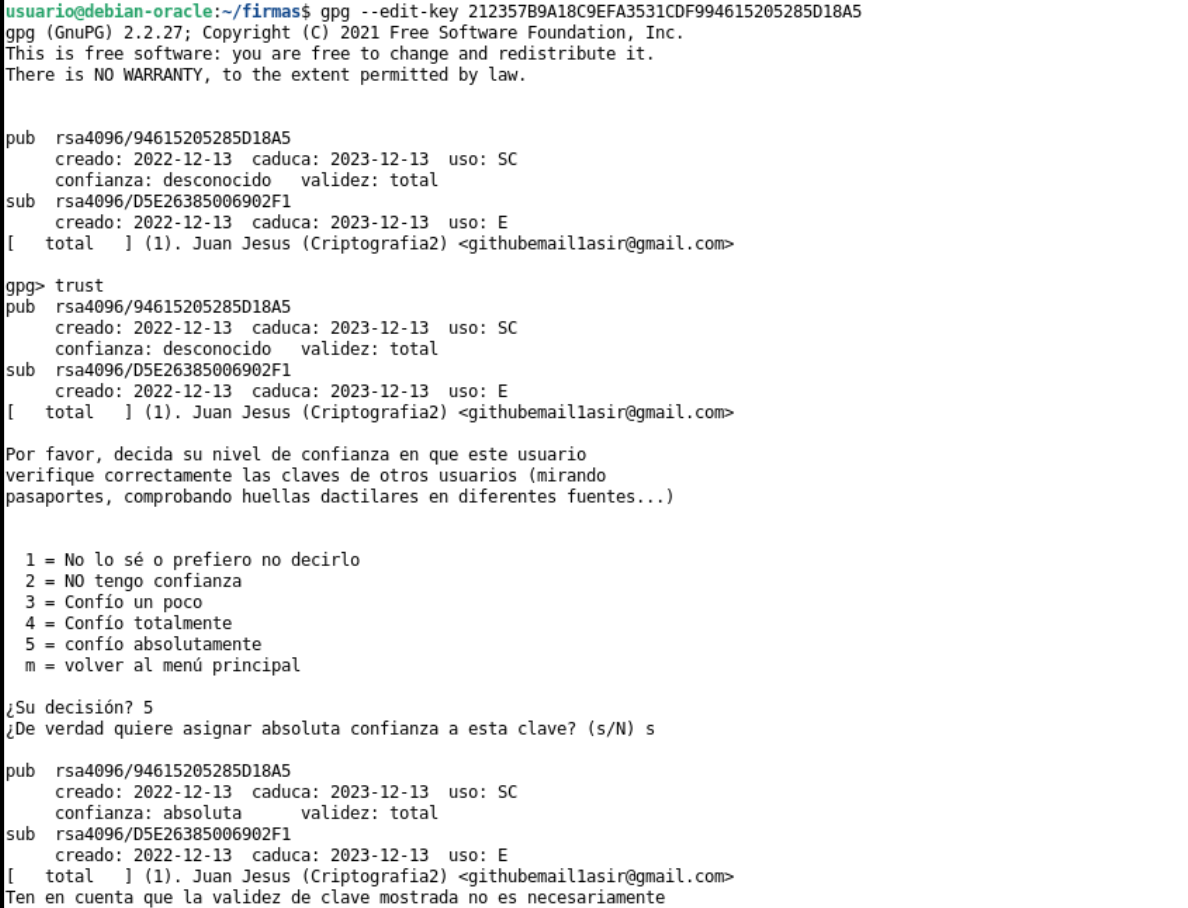 usuario@debian-oracle:~/firmas$ gpg --edit-key 212357B9A18C9EFA3531CDF994615205285D18A5
gpg (GnuPG) 2.2.27; Copyright (C) 2021 Free Software Foundation, Inc.
This is free software: you are free to change and redistribute it.
There is NO WARRANTY, to the extent permitted by law.
pub  rsa4096/94615205285D18A5
     creado: 2022-12-13  caduca: 2023-12-13  uso: SC
     confianza: desconocido   validez: total
sub  rsa4096/D5E26385006902F1
     creado: 2022-12-13  caduca: 2023-12-13  uso: E
[   total   ] (1). Juan Jesus (Criptografia2) <githubemail1asir@gmail.com>
gpg> trust
pub  rsa4096/94615205285D18A5
     creado: 2022-12-13  caduca: 2023-12-13  uso: SC
     confianza: desconocido   validez: total
sub  rsa4096/D5E26385006902F1
     creado: 2022-12-13  caduca: 2023-12-13  uso: E
[   total   ] (1). Juan Jesus (Criptografia2) <githubemail1asir@gmail.com>
Por favor, decida su nivel de confianza en que este usuario
verifique correctamente las claves de otros usuarios (mirando
pasaportes, comprobando huellas dactilares en diferentes fuentes...)
  1 = No lo sé o prefiero no decirlo
  2 = NO tengo confianza
  3 = Confío un poco
  4 = Confío totalmente
  5 = confío absolutamente
  m = volver al menú principal
¿Su decisión? 5
¿De verdad quiere asignar absoluta confianza a esta clave? (s/N) s
pub  rsa4096/94615205285D18A5
     creado: 2022-12-13  caduca: 2023-12-13  uso: SC
     confianza: absoluta      validez: total
sub  rsa4096/D5E26385006902F1
     creado: 2022-12-13  caduca: 2023-12-13  uso: E
[   total   ] (1). Juan Jesus (Criptografia2) <githubemail1asir@gmail.com>
Ten en cuenta que la validez de clave mostrada no es necesariamente